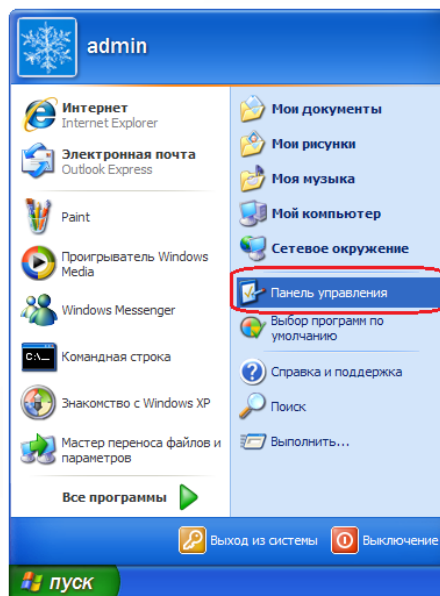 admin
Интернет
Internet Explorer
Электронная почта
Outlook Express
Paint
Проигрыватель Windows
Media
Windows Messenger
C:\_
Командная строка
Знакомство с Windows XP
Мастер переноса файлов и
параметров
Все программы
Мои документы
Мои рисунки
Моя музыка
Мой компьютер
Сетевое окружение
Панель управления
Выбор программ по
умолчанию
Справка и поддержка
Поиск
Выполнить...
Выход из системы
Выключение
пуск